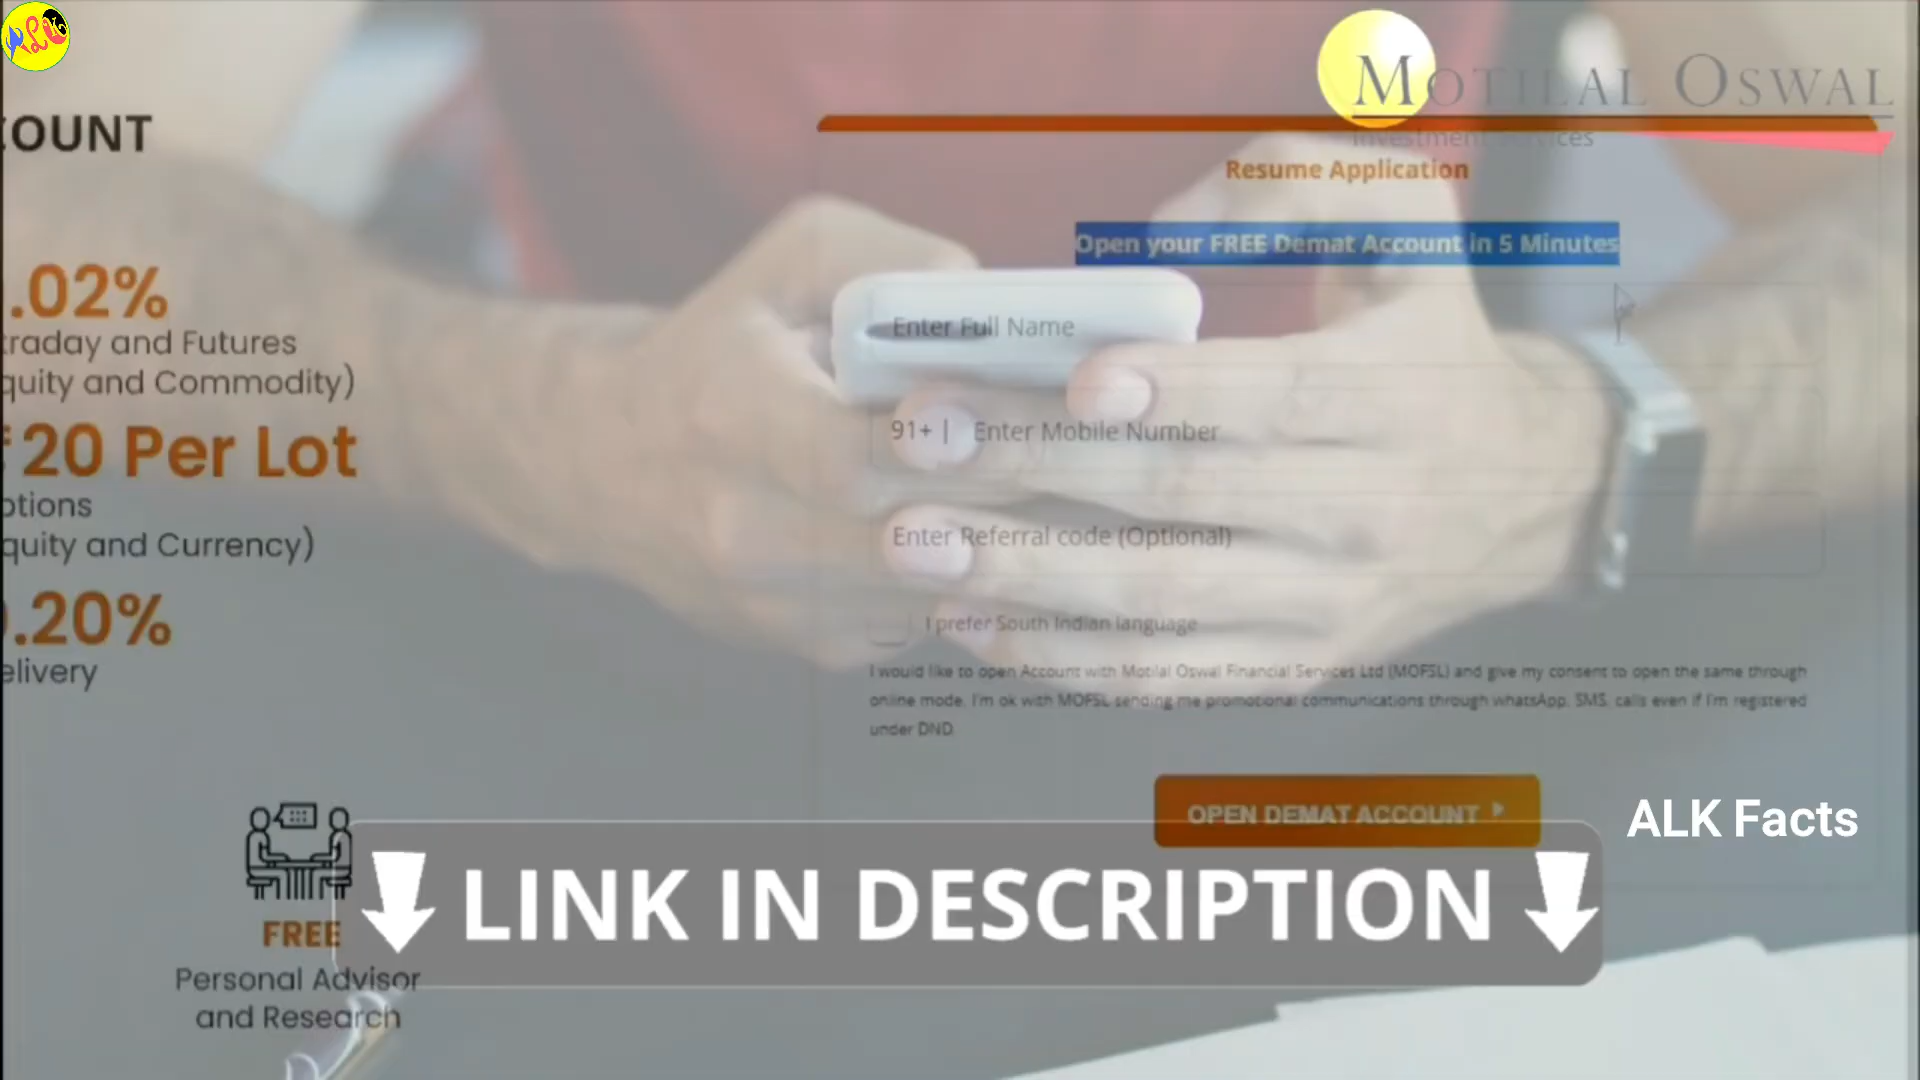 ALK
MOTILAL OSWAL
Investment Services
COUNT
Resume Application
Open your FREE Demat Account in 5 Minutes
.02%
traday and Futures
quity and Commodity)
Enter Full Name
20 Per Lot
91+ | Enter Mobile Number
ptions
quity and Currency)
Enter Referral code (Optional)
.20%
elivery
I prefer South Indian language
I would like to open Account with Motilal Oswal Financial Services Ltd (MOFSL) and give my consent to open the same through
online mode. I'm ok with MOFSL sending me promotional communications through whatsApp, SMS, calls even if I'm registered
under DND
OPEN DEMAT ACCOUNT
ALK Facts
LINK IN DESCRIPTION
FREE
Personal Advisor
and Research